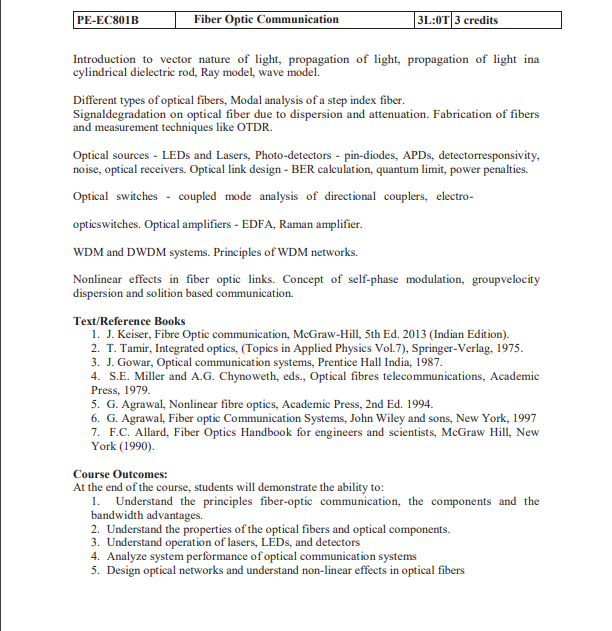 PE-EC801B Fiber Optic Communication 3L:0T 3 credits
Introduction to vector nature of light, propagation of light, propagation of light ina
cylindrical dielectric rod, Ray model, wave model.
Different types of optical fibers, Modal analysis of a step index fiber.
Signaldegradation on optical fiber due to dispersion and attenuation. Fabrication of fibers
and measurement techniques like OTDR.
Optical sources - LEDs and Lasers, Photo-detectors - pin-diodes, APDs, detectorresponsivity,
noise, optical receivers. Optical link design - BER calculation, quantum limit, power penalties.
Optical switches - coupled mode analysis of directional couplers, electro-
opticswitches. Optical amplifiers - EDFA, Raman amplifier.
WDM and DWDM systems. Principles of WDM networks.
Nonlinear effects in fiber optic links. Concept of self-phase modulation, groupvelocity
dispersion and solition based communication.
Text/Reference Books
1. J. Keiser, Fibre Optic communication, McGraw-Hill, 5th Ed. 2013 (Indian Edition).
2. T. Tamir, Integrated optics, (Topics in Applied Physics Vol.7), Springer-Verlag, 1975.
3. J. Gowar, Optical communication systems, Prentice Hall India, 1987.
4. S.E. Miller and A.G. Chynoweth, eds., Optical fibres telecommunications, Academic
Press, 1979.
5. G. Agrawal, Nonlinear fibre optics, Academic Press, 2nd Ed. 1994.
6. G. Agrawal, Fiber optic Communication Systems, John Wiley and sons, New York, 1997
7. F.C. Allard, Fiber Optics Handbook for engineers and scientists, McGraw Hill, New
York (1990).
Course Outcomes:
At the end of the course, students will demonstrate the ability to:
1. Understand the principles fiber-optic communication, the components and the
bandwidth advantages.
2. Understand the properties of the optical fibers and optical components.
3. Understand operation of lasers, LEDs, and detectors
4. Analyze system performance of optical communication systems
5. Design optical networks and understand non-linear effects in optical fibers